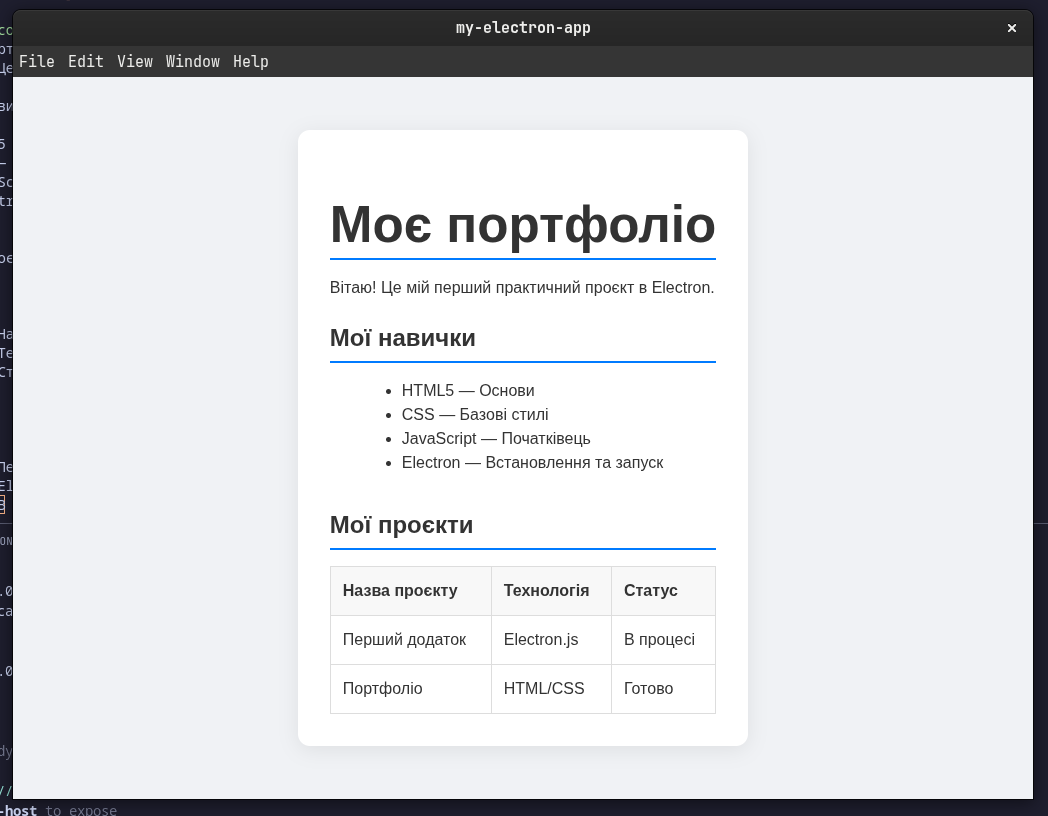 my-electron-app
File Edit View Window Help
Моє портфоліо
Вітаю! Це мій перший практичний проєкт в Electron.
Мої навички
HTML5 — Основи
CSS — Базові стилі
JavaScript — Початківець
Electron — Встановлення та запуск
Мої проєкти
Назва проєкту Технологія Статус
Перший додаток Electron.js В процесі
Портфоліо HTML/CSS Готово
-host to expose